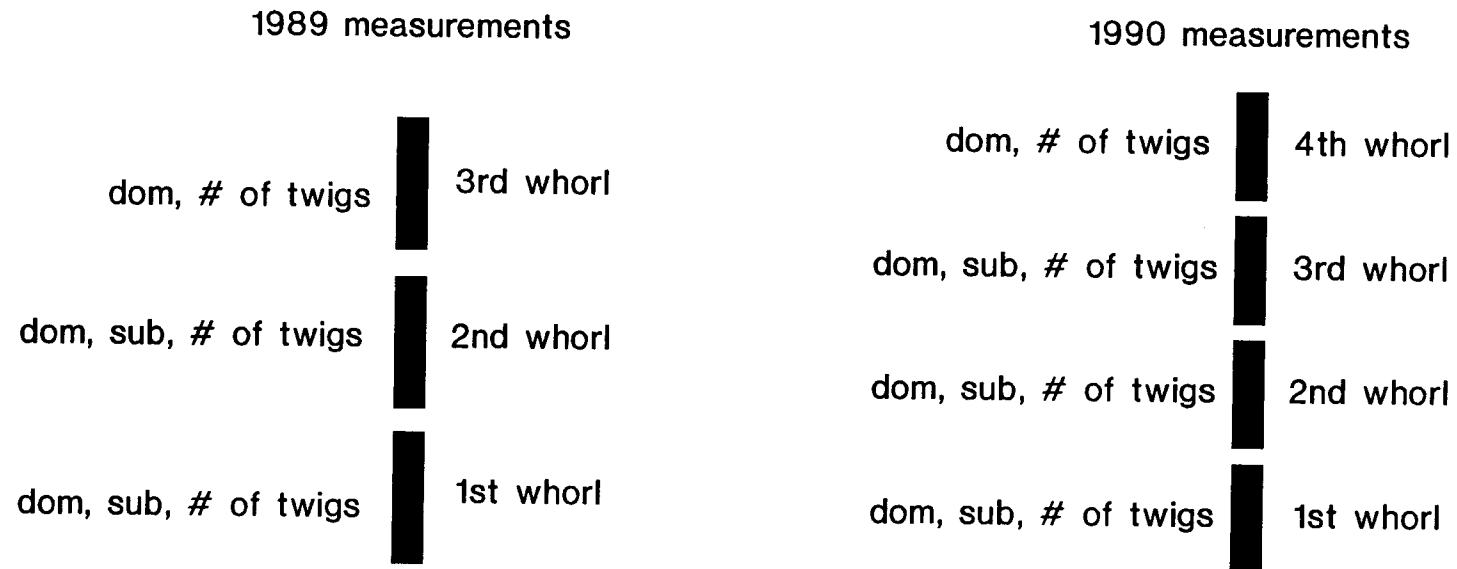 1989 measurements
dom, # of twigs
3rd whorl
dom, sub, # of twigs
2nd whorl
dom, sub, # of twigs
1st whorl
1990 measurements
dom, # of twigs
4th whorl
dom, sub, # of twigs
3rd whorl
dom, sub, # of twigs
2nd whorl
dom, sub, # of twigs
1st whorl